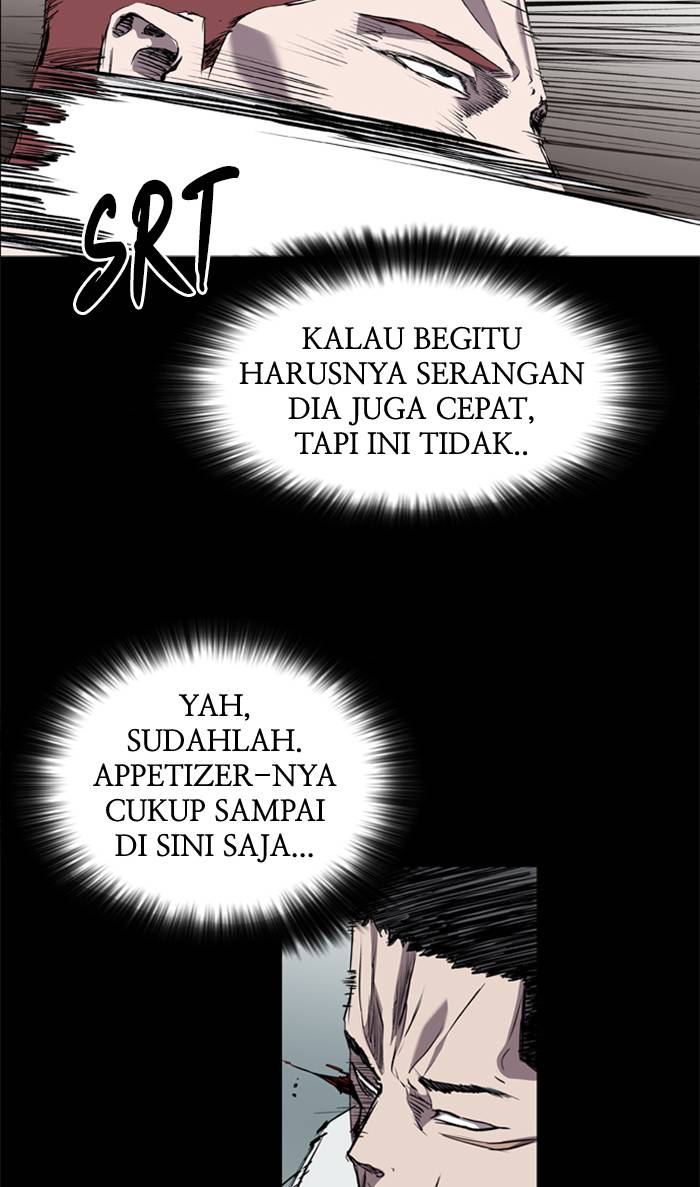 SRT
KALAU BEGITU
HARUSNYA SERANGAN
DIA JUGA CEPAT,
TAPI INI TIDAK..
YAH,
SUDAHLAH.
APPETIZER-NYA
CUKUP SAMPAI
DI SINI SAJA...